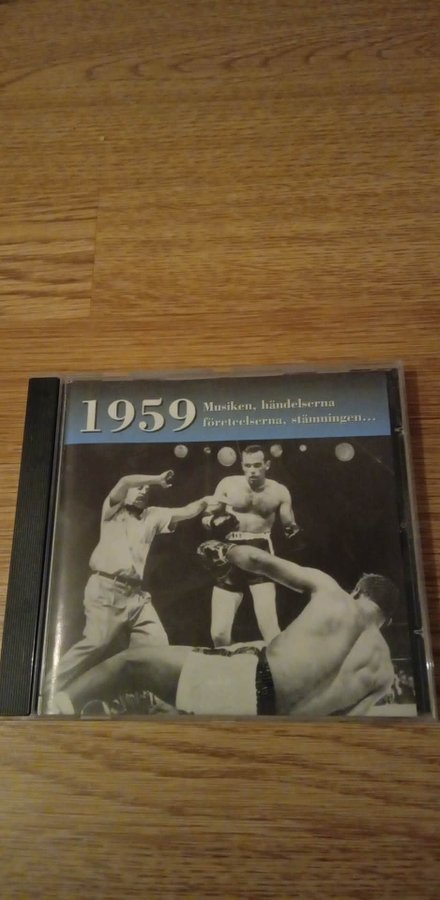 1959
Musiken, händelserna
företeelserna, stämningen...